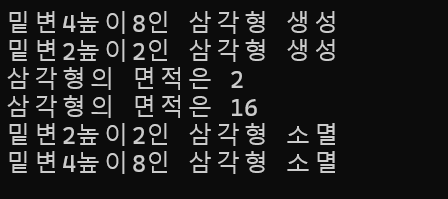 밑변4높이8인 삼각형 생성
밑변2높이2인 삼각형 생성
삼각형의 면적은 2
삼각형의 면적은 16
밑변2높이2인 삼각형 소멸
밑변4높이8인 삼각형 소멸